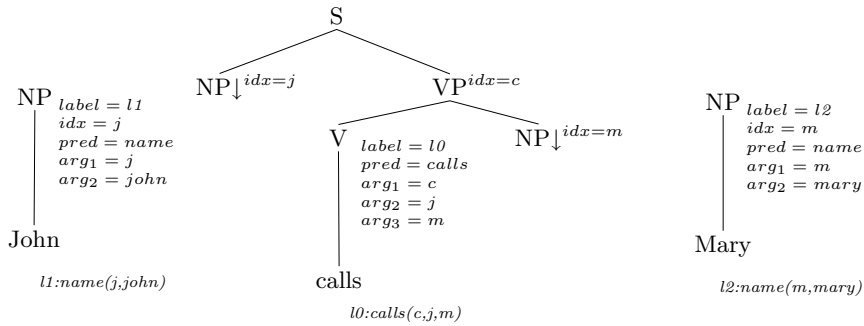 S
NP↓idx=j
VP idx=c
NP
label = l1
idx = j
pred = name
arg1 = j
arg2 = john
John
l1:name(j,john)
V
label = l0
pred = calls
arg1 = c
arg2 = j
arg3 = m
NP↓idx=m
calls
l0:calls(c,j,m)
NP
label = l2
idx = m
pred = name
arg1 = m
arg2 = mary
Mary
l2:name(m,mary)